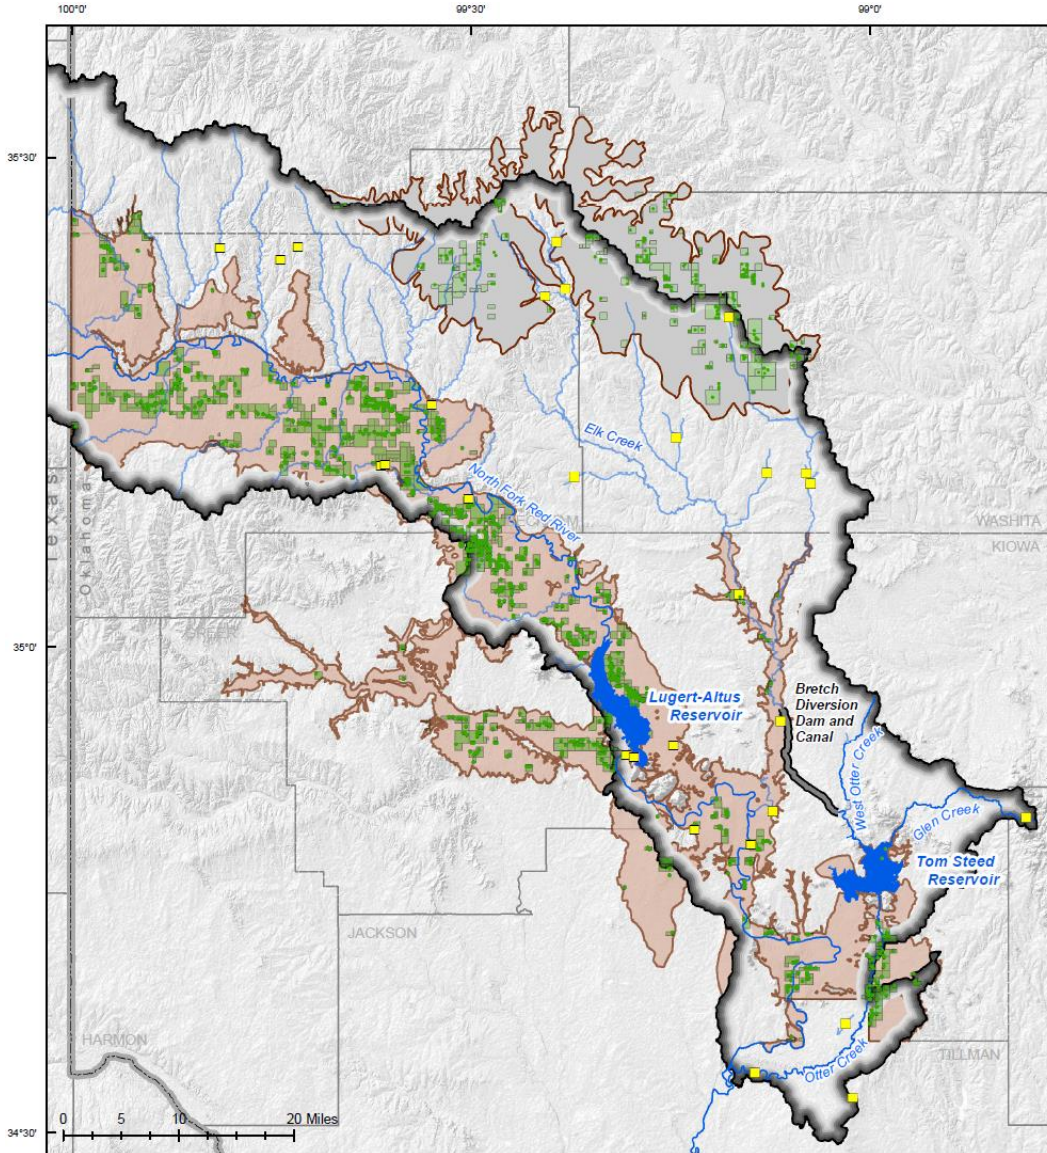 100°0'
99°30'
99°0'
35°30'
Elk Creek
North Fork Red River
WASHITA
KIOWA
Oklahoma
35°0'
Lugert-Altus
Reservoir
Bretch
Diversion
Dam and
Canal
West Otter Creek
Glen Creek
Tom Steed
Reservoir
JACKSON
HARMON
TILLMAN
Otter Creek
0 5 10 20 Miles
34°30'